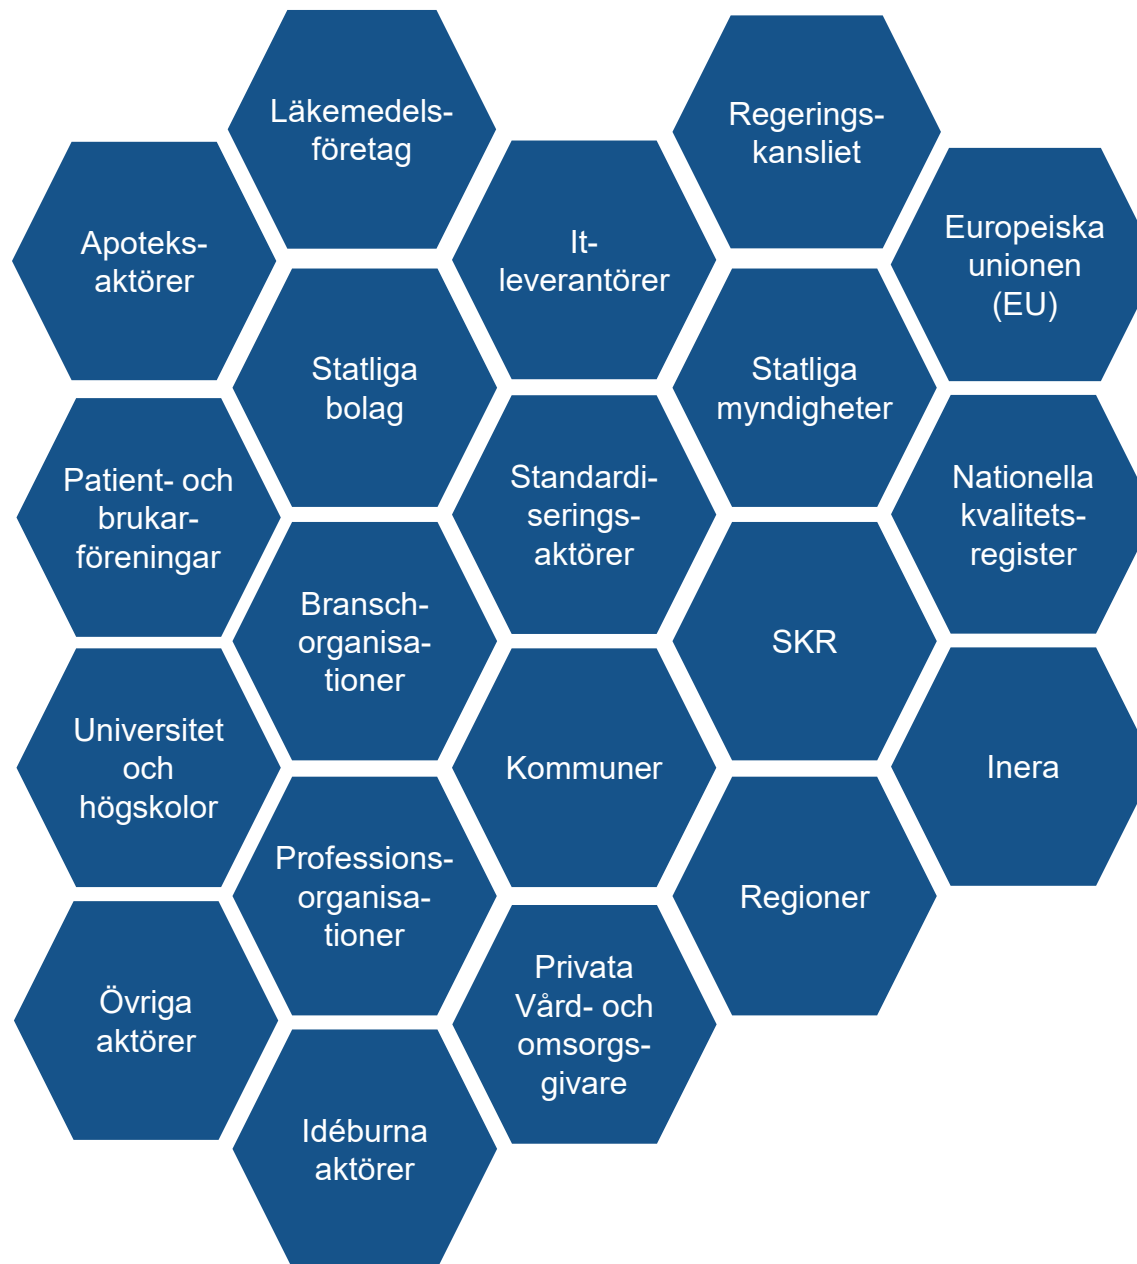 Läkemedels-
företag
Regerings-
kansliet
Apoteks-
aktörer
It-
leverantörer
Europeiska
unionen
(EU)
Statliga
bolag
Statliga
myndigheter
Patient- och
brukar-
föreningar
Standardi-
serings-
aktörer
Nationella
kvalitets-
register
Bransch-
organisa-
tioner
SKR
Universitet
och
högskolor
Kommuner
Inera
Professions-
organisa-
tioner
Regioner
Övriga
aktörer
Privata
Vård- och
omsorgs-
givare
Idéburna
aktörer